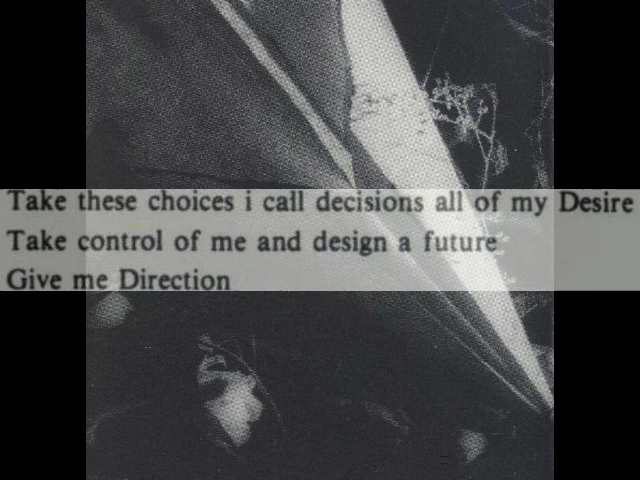 Take these choices i call decisions all of my Desire
Take control of me and design a future
Give me Direction